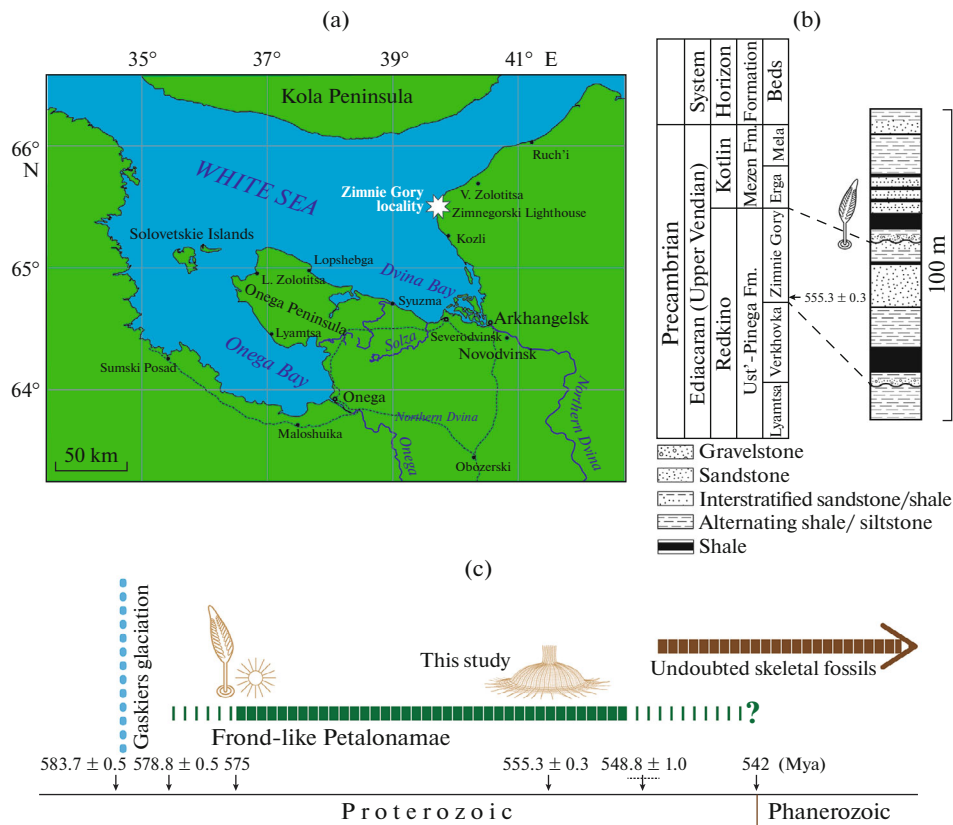 (a)
35°
37°
39°
41°
E
66°
N
65°
64°
Kola Peninsula
Ruch'i
WHITE SEA
Zimnie Gory
locality
V. Zolotitsa
Zimnegorski Lighthouse
Kozli
Solovetskie Islands
Lopshebga
L. Zolotitsa
Dvina Bay
Onega Peninsula
Syuzma
Arkhangelsk
Lyamtsa
Solza
Severodvinsk
Novodvinsk
Onega Bay
Sumski Posad
Onega
Northern Dvina
Maloshuika
Onega
Northern Dvina
Obozerski
50 km
(b)
System
Horizon
Formation
Beds
Precambrian
Ediacaran (Upper Vendian)
Redkino
Kotlin
Ust'-Pinega Fm.
Mezen Fm.
Lyamtsa
Verkhovka
Zimnie Gory
Erga
Mela
555.3 ± 0.3
100 m
Gravelstone
Sandstone
Interstratified sandstone/shale
Alternating shale/ siltstone
Shale
(c)
Gaskiers glaciation
This study
Undoubted skeletal fossils
?
Frond-like Petalonamae
583.7 ± 0.5
578.8 ± 0.5
575
555.3 ± 0.3
548.8 ± 1.0
542
(Mya)
Proterozoic
Phanerozoic